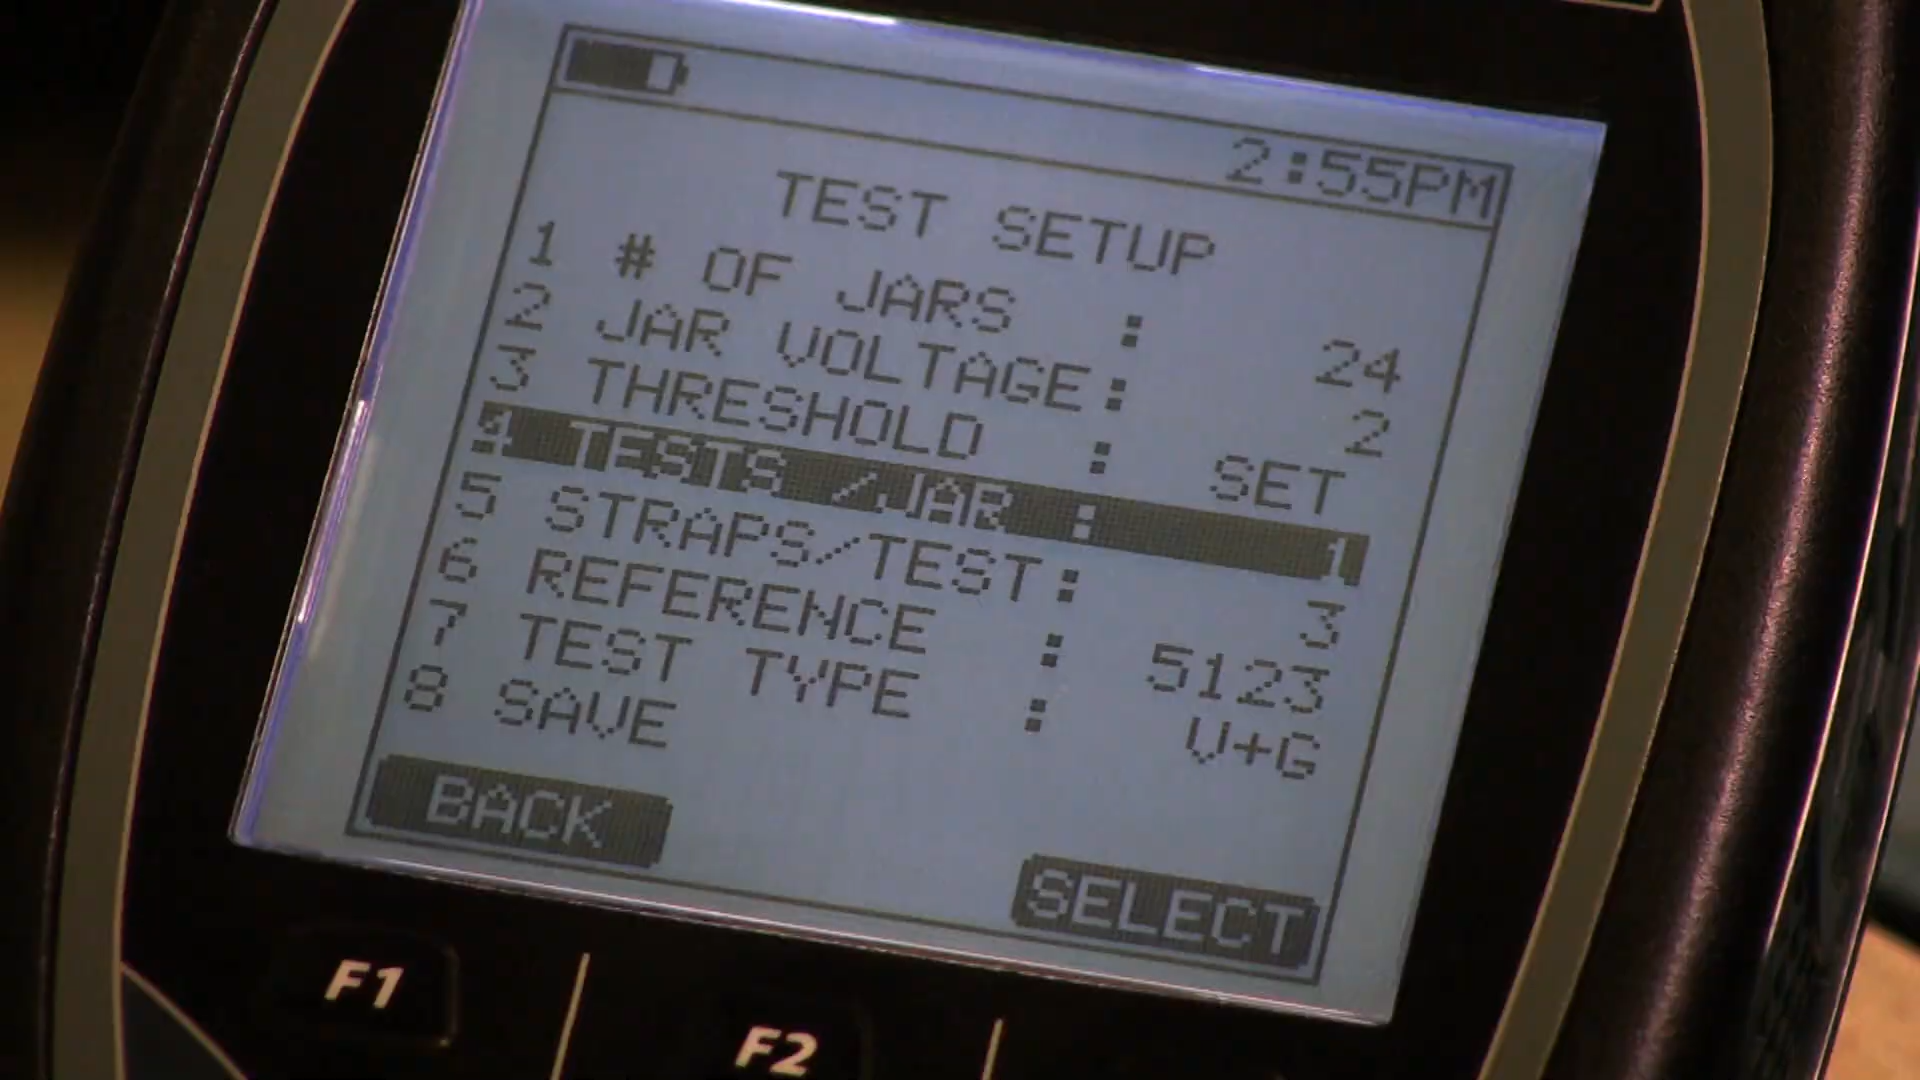 2:55PM
TEST SETUP
1 # OF JARS : 24
2 JAR VOLTAGE: 2
3 THRESHOLD : SET
4 TESTS /JAR : 1
5 STRAPS/TEST: 3
6 REFERENCE : 5123
7 TEST TYPE : V+G
8 SAVE
BACK
SELECT
F1
F2